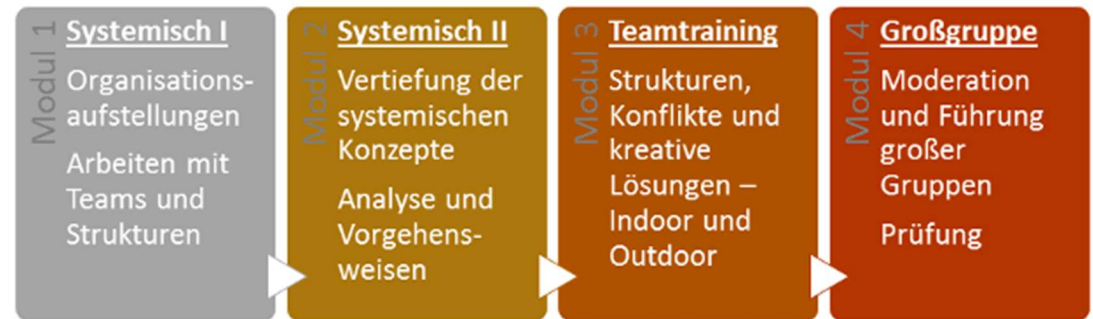 Modul 1
Systemisch I
Organisations-
aufstellungen
Arbeiten mit
Teams und
Strukturen
Modul 2
Systemisch II
Vertiefung der
systemischen
Konzepte
Analyse und
Vorgehens-
weisen
Modul 3
Teamtraining
Strukturen,
Konflikte und
kreative
Lösungen –
Indoor und
Outdoor
Modul 4
Großgruppe
Moderation
und Führung
großer
Gruppen
Prüfung